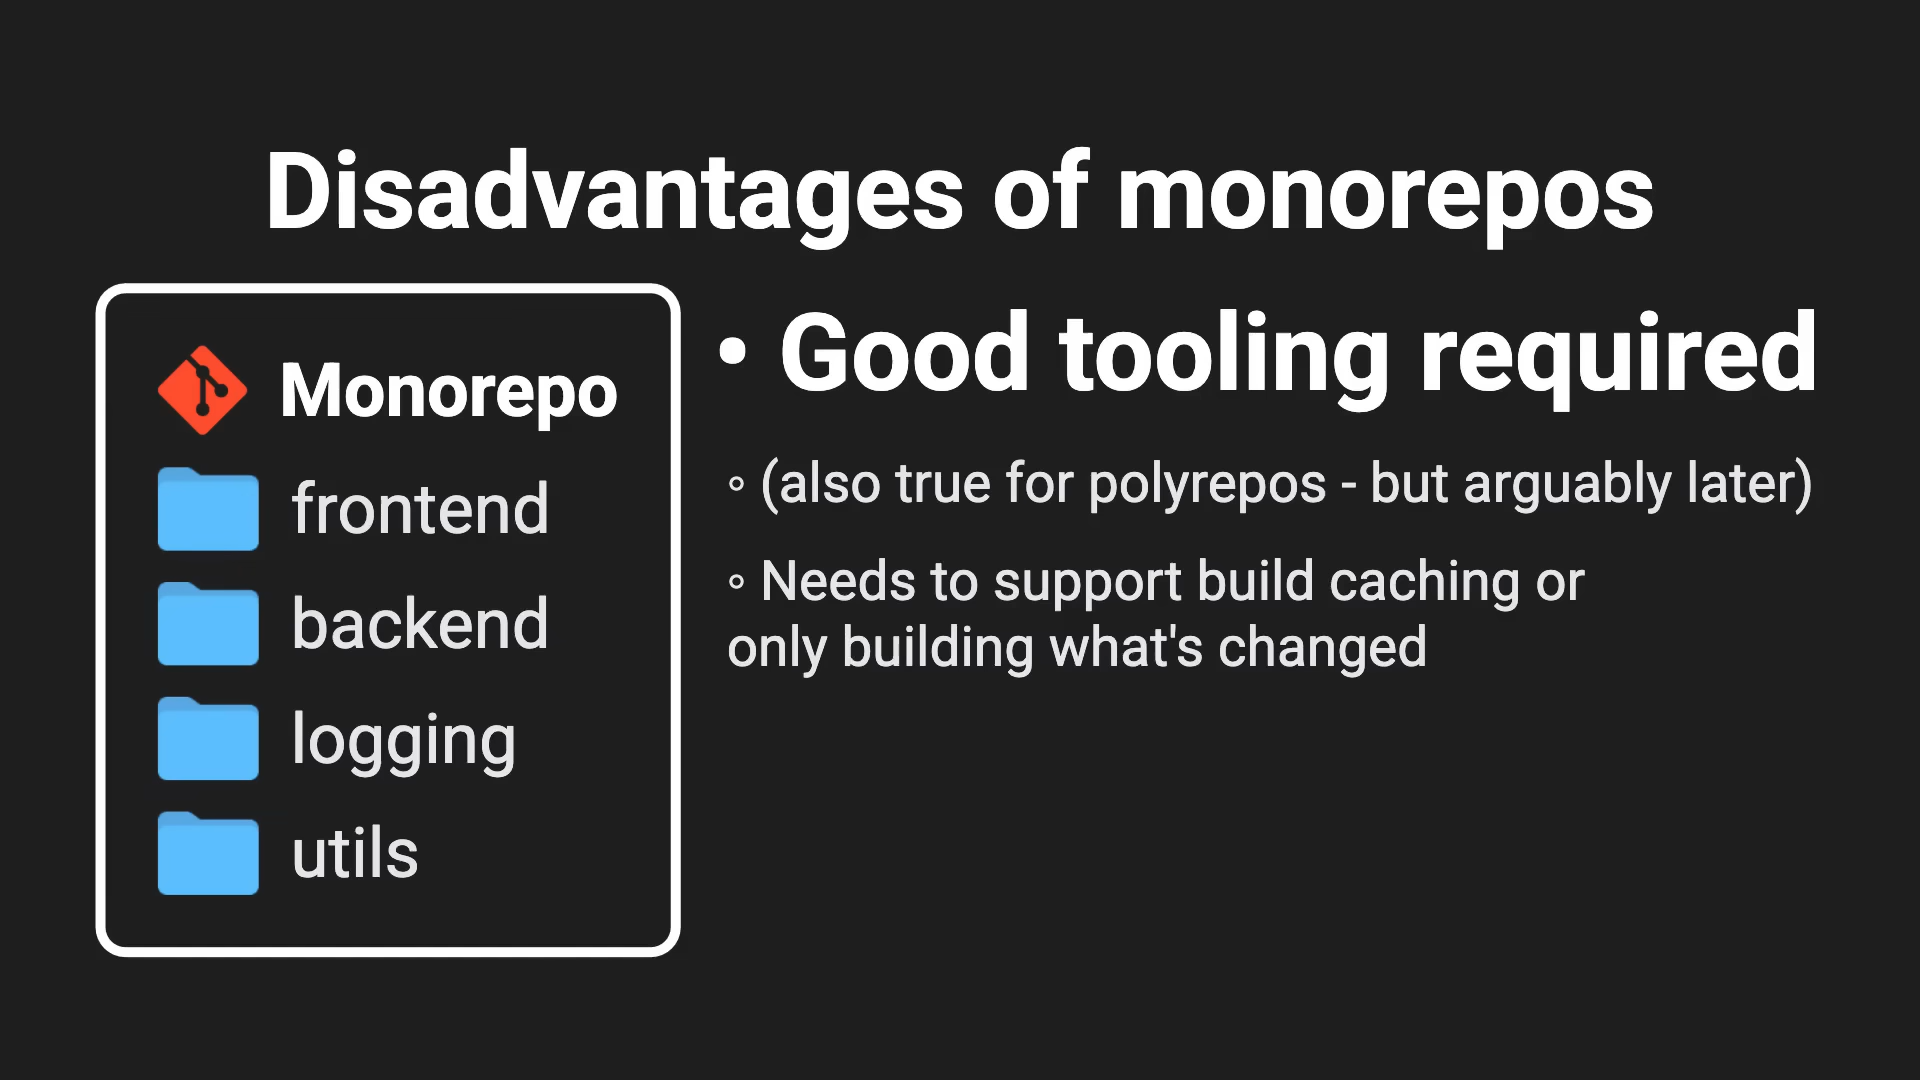 Disadvantages of monorepos
Monorepo
frontend
backend
logging
utils
• Good tooling required
◦ (also true for polyrepos - but arguably later)
◦ Needs to support build caching or
only building what's changed